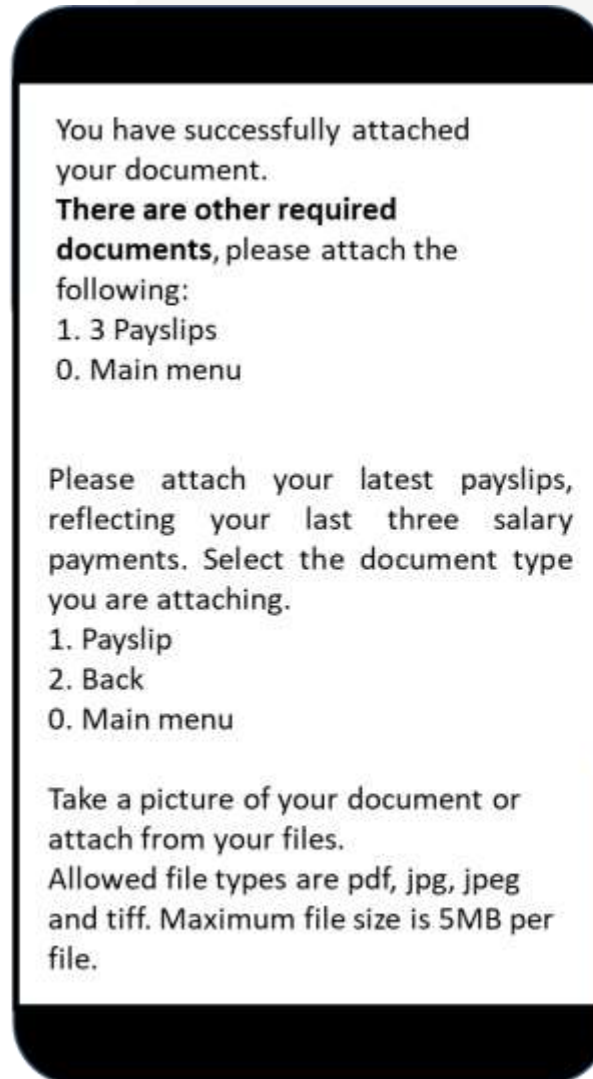 You have successfully attached
your document.
There are other required
documents, please attach the
following:
1. 3 Payslips
0. Main menu
Please attach your latest payslips,
reflecting your last three salary
payments. Select the document type
you are attaching.
1. Payslip
2. Back
0. Main menu
Take a picture of your document or
attach from your files.
Allowed file types are pdf, jpg, jpeg
and tiff. Maximum file size is 5MB per
file.